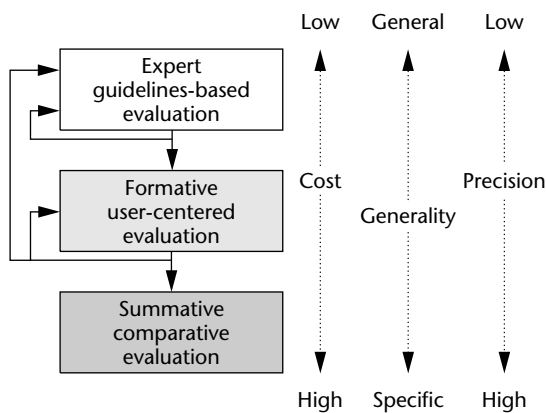 Low General Low
Expert
guidelines-based
evaluation
Formative
user-centered
evaluation
Cost
Precision
Generality
Summative
comparative
evaluation
High Specific High